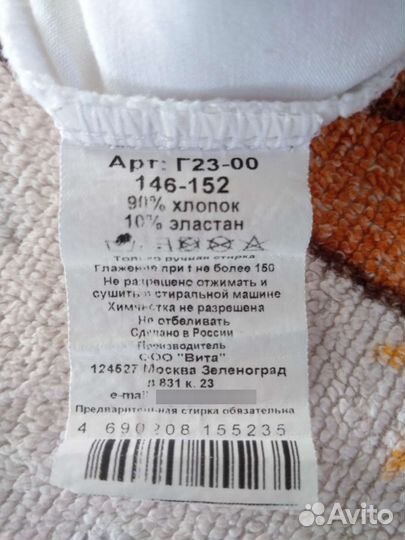 Арт: Г23-00
146-152
90% хлопок
10% эластан
Только ручная стирка
Глажение при t не более 150
Не разрешено отжимать и
сушить в стиральной машине
Химчистка не разрешена
Не отбеливать
Сделано в России
Производитель
ООО "Вита"
124527 Москва Зеленоград
а 831 к. 23
e-mail
Предварительная стирка обязательна
4 690208 155235
Avito